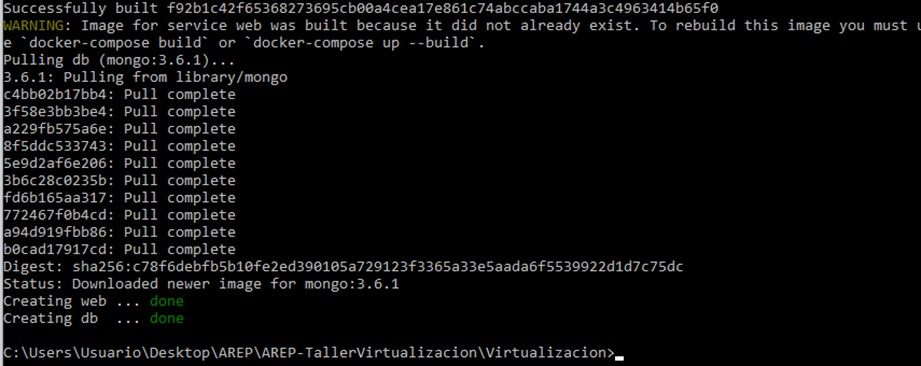 Successfully built f92b1c42f65368273695cb00a4cea17e861c74abccaba1744a3c4963414b65f0
WARNING: Image for service web was built because it did not already exist. To rebuild this image you must u
e `docker-compose build` or `docker-compose up --build`.
Pulling db (mongo:3.6.1)...
3.6.1: Pulling from library/mongo
c4bb02b17bb4: Pull complete
3f58e3bb3be4: Pull complete
a229fb575a6e: Pull complete
8f5ddc533743: Pull complete
5e9d2af6e206: Pull complete
3b6c28c0235b: Pull complete
fd6b165aa317: Pull complete
772467f0b4cd: Pull complete
a94d919fbb86: Pull complete
b0cad17917cd: Pull complete
Digest: sha256:c78f6debfb5b10fe2ed390105a729123f3365a33e5aada6f5539922d1d7c75dc
Status: Downloaded newer image for mongo:3.6.1
Creating web ... done
Creating db  ... done
C:\Users\Usuario\Desktop\AREP\AREP-TallerVirtualizacion\Virtualizacion>